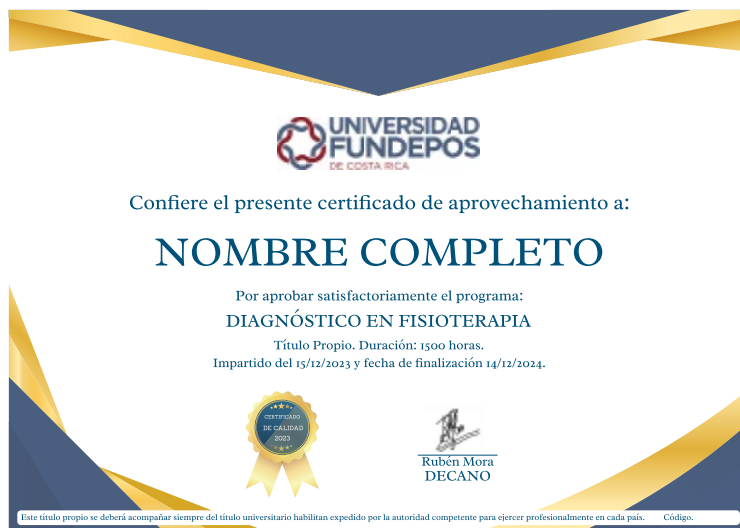 UNIVERSIDAD
FUNDEPOS
DE COSTA RICA
Confiere el presente certificado de aprovechamiento a:
NOMBRE COMPLETO
Por aprobar satisfactoriamente el programa:
DIAGNÓSTICO EN FISIOTERAPIA
Título Propio. Duración: 1500 horas.
Impartido del 15/12/2023 y fecha de finalización 14/12/2024.
CERTIFICADO
DE CALIDAD
2023
Rubén Mora
DECANO
Este título propio se deberá acompañar siempre del título universitario habilitan expedido por la autoridad competente para ejercer profesionalmente en cada país. Código.